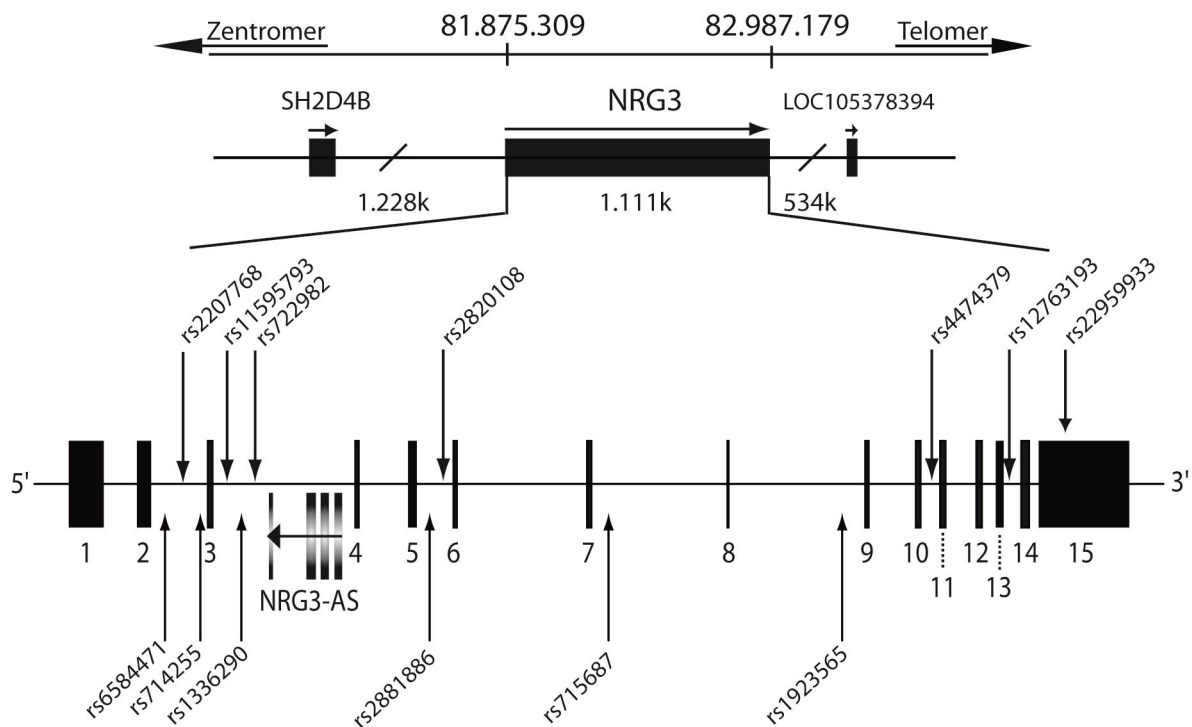 Zentromer 81.875.309 82.987.179 Telomer
SH2D4B NRG3 LOC105378394
1.228k 1.111k 534k
rs2207768 rs11595793 rs722982 rs2820108 rs4474379 rs12763193 rs22959933
5' 3'
1 2 3 4 5 6 7 8 9 10 12 14 15
11 13
NRG3-AS
rs6584471 rs714255 rs1336290 rs2881886 rs715687 rs1923565